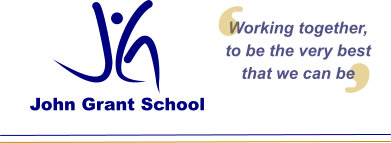 John Grant School
‘Working together,
to be the very best
that we can be’